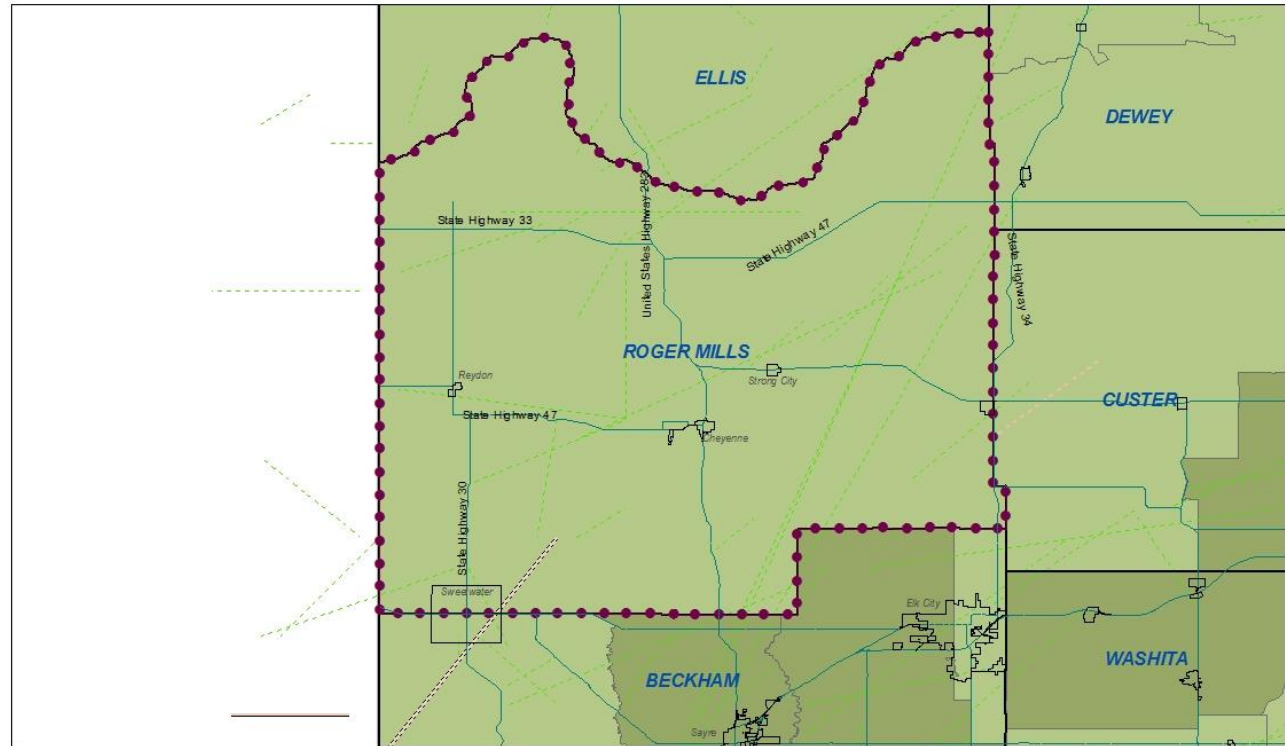 ELLIS
DEWEY
State Highway 33
United States Highway 283
State Highway 47
State Highway 34
ROGER MILLS
Reydon
Strong City
CUSTER
State Highway 47
Cheyenne
State Highway 30
Sweetwater
Elk City
BECKHAM
WASHITA
Sayre